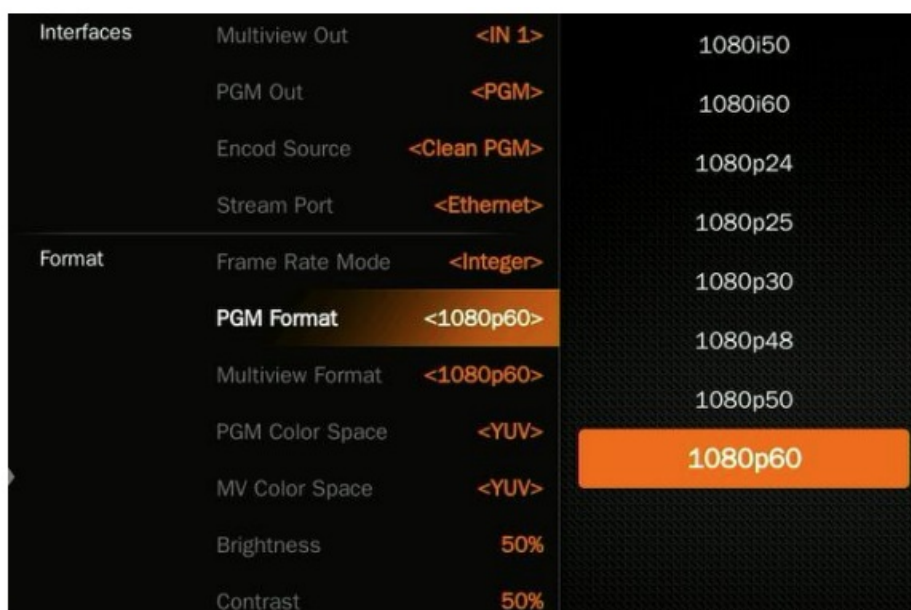 Interfaces
Multiview Out <IN 1>
PGM Out <PGM>
Encod Source <Clean PGM>
Stream Port <Ethernet>
Format
Frame Rate Mode <Integer>
PGM Format <1080p60>
Multiview Format <1080p60>
PGM Color Space <YUV>
MV Color Space <YUV>
Brightness 50%
Contrast 50%
1080i50
1080i60
1080p24
1080p25
1080p30
1080p48
1080p50
1080p60